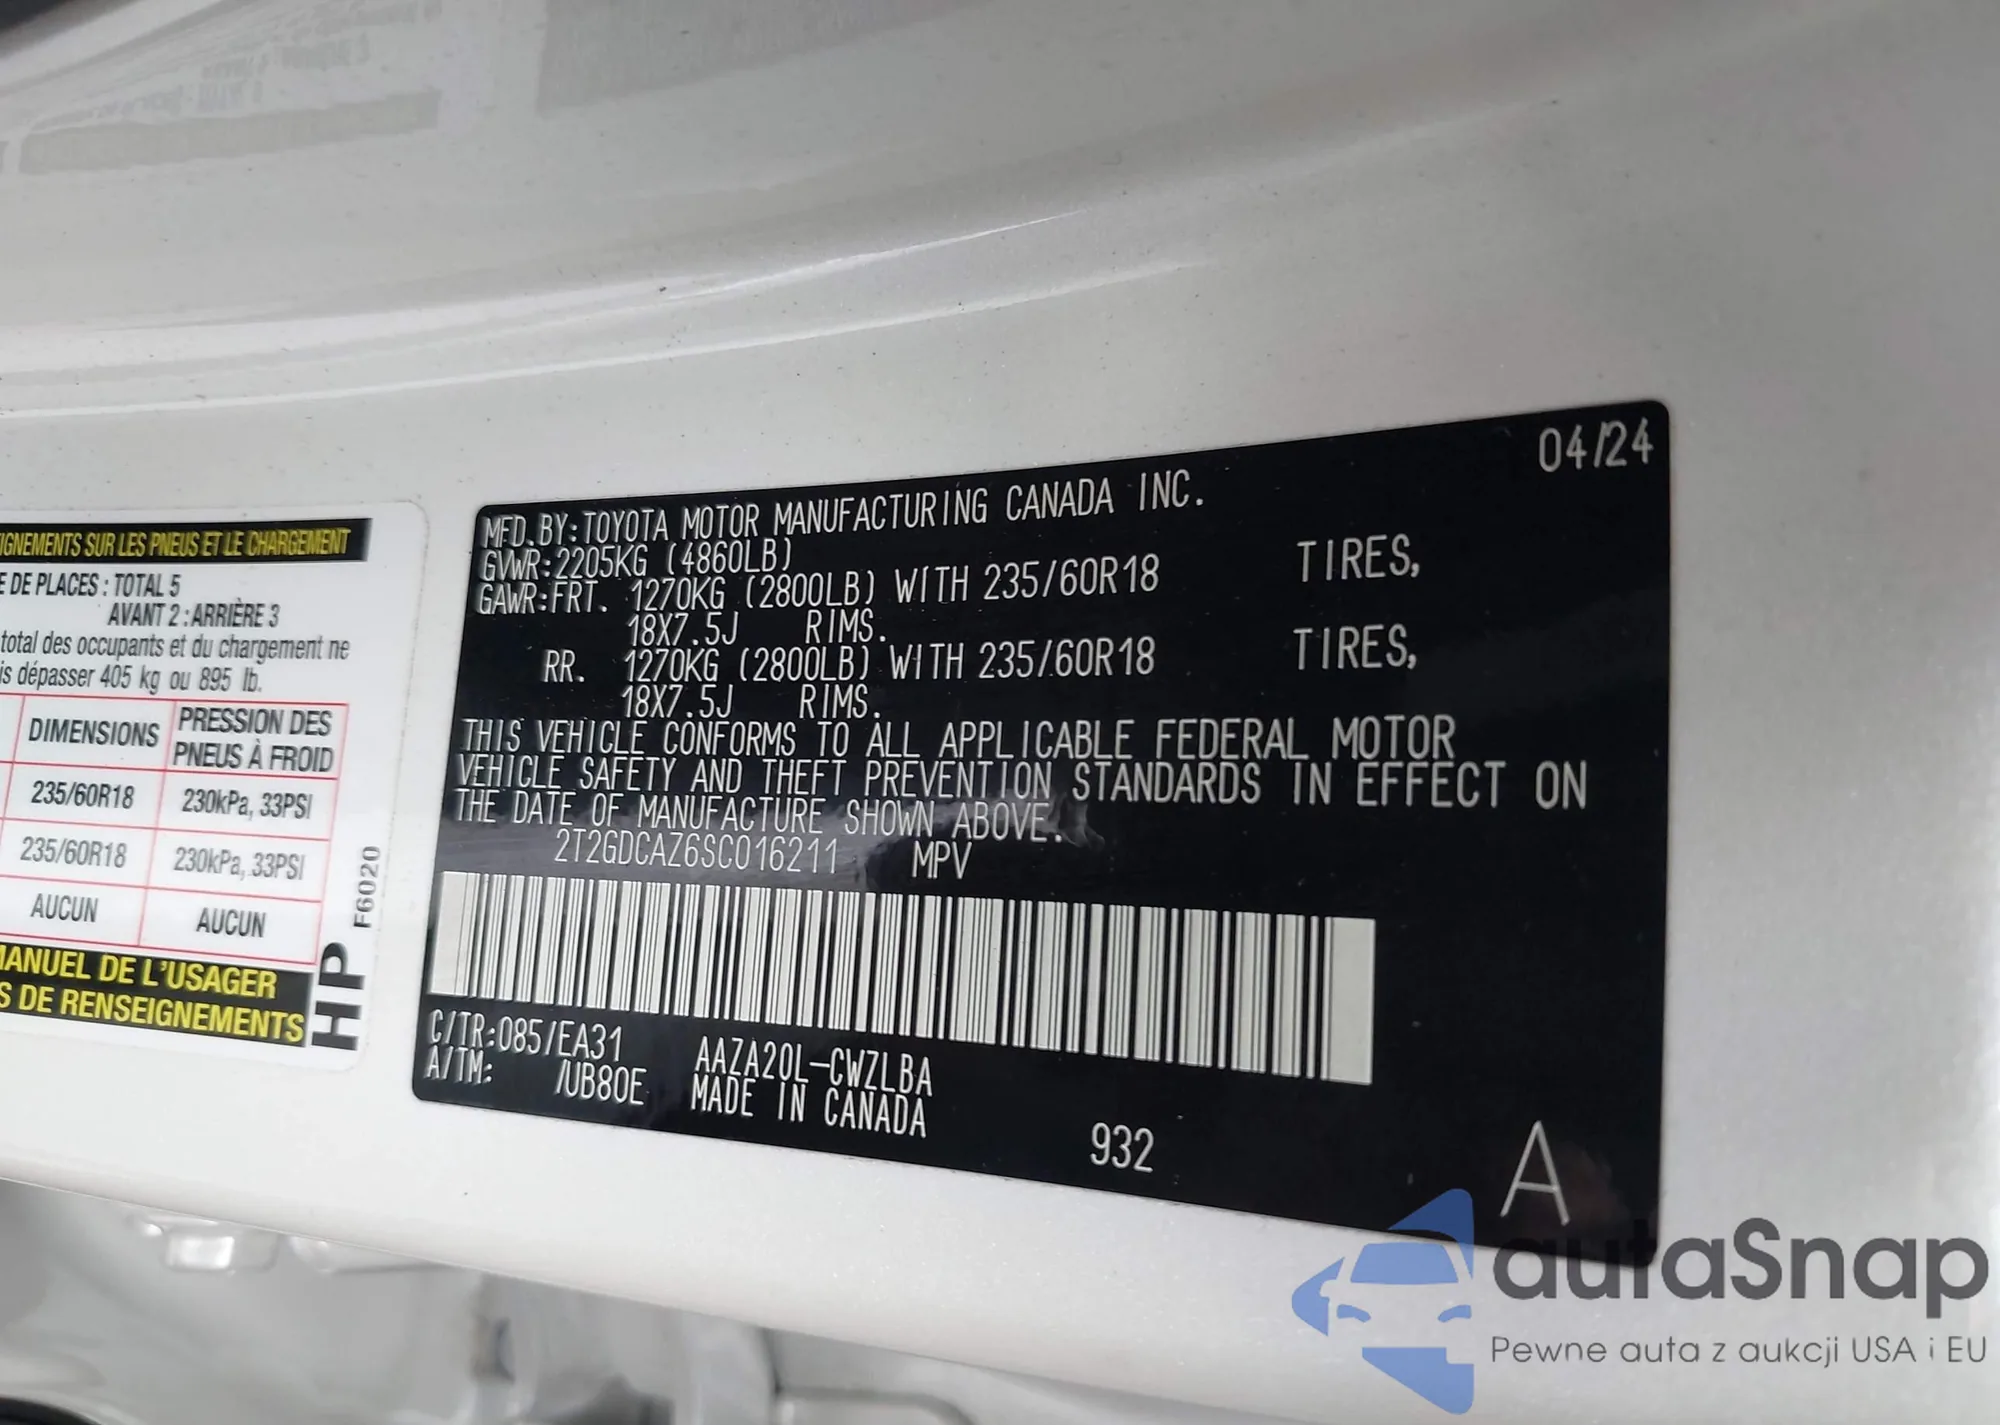 IGNEMENTS SUR LES PNEUS ET LE CHARGEMENT
E DE PLACES : TOTAL 5
AVANT 2 : ARRIÈRE 3
total des occupants et du chargement ne
is dépasser 405 kg ou 895 lb.
DIMENSIONS PRESSION DES PNEUS À FROID
235/60R18 230kPa, 33PSI
235/60R18 230kPa, 33PSI
AUCUN AUCUN
MANUEL DE L'USAGER
S DE RENSEIGNEMENTS
HP F6020
04/24
MFD.BY:TOYOTA MOTOR MANUFACTURING CANADA INC.
GVWR:2205KG (4860LB)
GAWR:FRT. 1270KG (2800LB) WITH 235/60R18 TIRES,
18X7.5J RIMS.
RR. 1270KG (2800LB) WITH 235/60R18 TIRES,
18X7.5J RIMS.
THIS VEHICLE CONFORMS TO ALL APPLICABLE FEDERAL MOTOR
VEHICLE SAFETY AND THEFT PREVENTION STANDARDS IN EFFECT ON
THE DATE OF MANUFACTURE SHOWN ABOVE.
2T2GDCAZ6SC016211 MPV
C/TR:085/EA31 AAZA20L-CWZLBA
A/TM: /UB80E MADE IN CANADA
932
A
autaSnap
Pewne auta z aukcji USA i EU